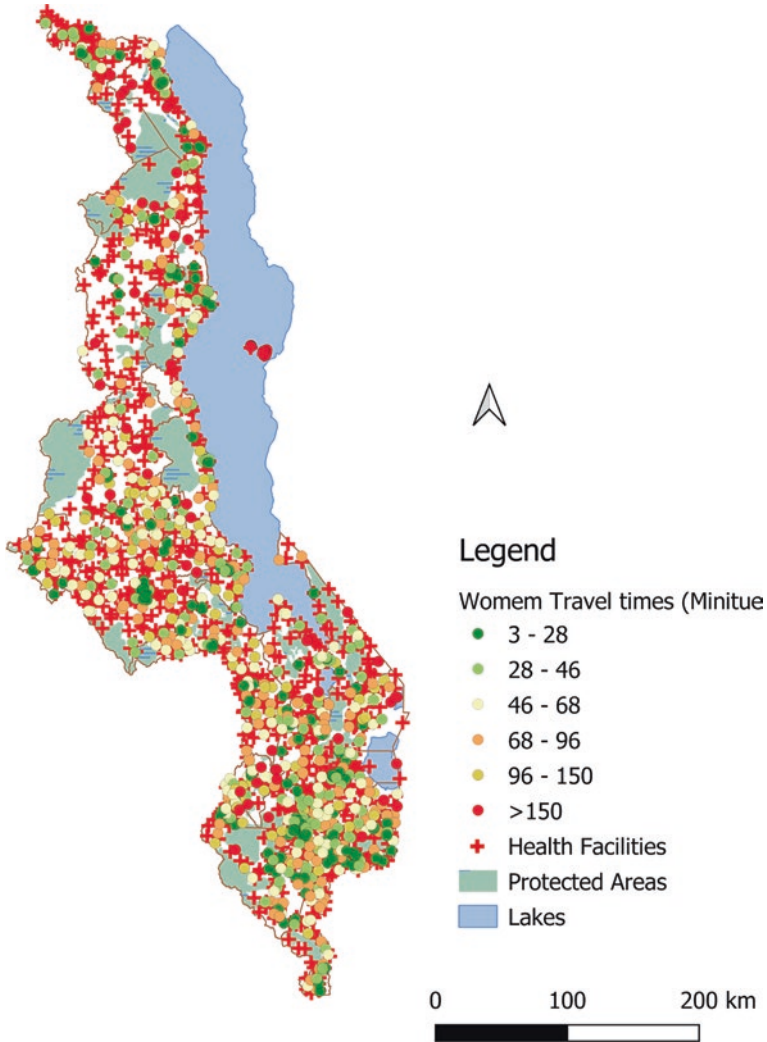 Legend
Womem Travel times (Minitue
3 - 28
28 - 46
46 - 68
68 - 96
96 - 150
>150
Health Facilities
Protected Areas
Lakes
0 100 200 km